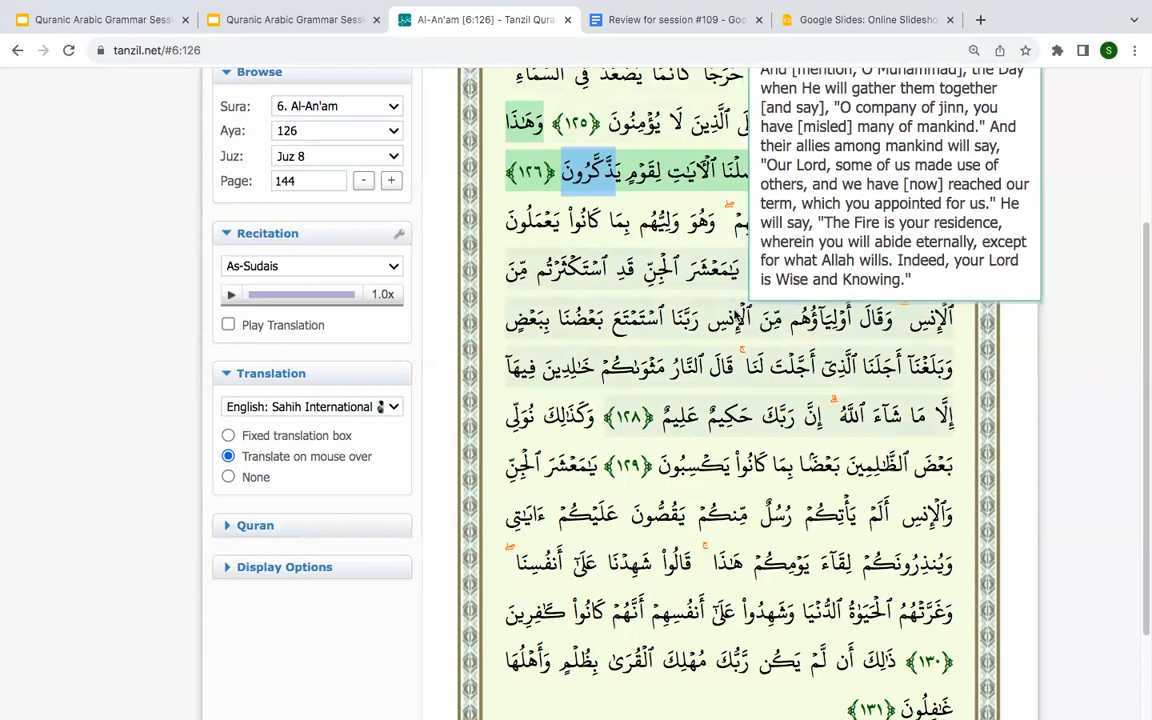 Quranic Arabic Grammar Sessi
Quranic Arabic Grammar Sessi
Al-An'am [6:126] - Tanzil Qura
Review for session #109 - Goo
Google Slides: Online Slidesho
tanzil.net/#6:126
S
Browse
Sura: 6. Al-An'am
Aya: 126
Juz: Juz 8
Page: 144 - +
Recitation
As-Sudais
1.0x
Play Translation
Translation
English: Sahih International
Fixed translation box
Translate on mouse over
None
Quran
Display Options
حَرَجًا كَأَنَّمَا يَصَّعَّدُ فِى ٱلسَّمَآءِ
ٱلَّذِينَ لَا يُؤْمِنُونَ ﴿١٢٥﴾ وَهَـٰذَا
ٱلْـَٔايَـٰتِ لِقَوْمٍ يَذَّكَّرُونَ ﴿١٢٦﴾
وَهُوَ وَلِيُّهُم بِمَا كَانُوا۟ يَعْمَلُونَ
يَـٰمَعْشَرَ ٱلْجِنِّ قَدِ ٱسْتَكْثَرْتُم مِّنَ
ٱلْإِنسِ ۖ وَقَالَ أَوْلِيَآؤُهُم مِّنَ ٱلْإِنسِ رَبَّنَا ٱسْتَمْتَعَ بَعْضُنَا بِبَعْضٍ
وَبَلَغْنَآ أَجَلَنَا ٱلَّذِىٓ أَجَّلْتَ لَنَا ۚ قَالَ ٱلنَّارُ مَثْوَىٰكُمْ خَـٰلِدِينَ فِيهَآ
إِلَّا مَا شَآءَ ٱللَّهُ ۗ إِنَّ رَبَّكَ حَكِيمٌ عَلِيمٌ ﴿١٢٨﴾ وَكَذَٰلِكَ نُوَلِّى
بَعْضَ ٱلظَّـٰلِمِينَ بَعْضًۢا بِمَا كَانُوا۟ يَكْسِبُونَ ﴿١٢٩﴾ يَـٰمَعْشَرَ ٱلْجِنِّ
وَٱلْإِنسِ أَلَمْ يَأْتِكُمْ رُسُلٌ مِّنكُمْ يَقُصُّونَ عَلَيْكُمْ ءَايَـٰتِى
وَيُنذِرُونَكُمْ لِقَآءَ يَوْمِكُمْ هَـٰذَا ۚ قَالُوا۟ شَهِدْنَا عَلَىٰٓ أَنفُسِنَا ۖ
وَغَرَّتْهُمُ ٱلْحَيَوٰةُ ٱلدُّنْيَا وَشَهِدُوا۟ عَلَىٰٓ أَنفُسِهِمْ أَنَّهُمْ كَانُوا۟ كَـٰفِرِينَ
﴿١٣٠﴾ ذَٰلِكَ أَن لَّمْ يَكُن رَّبُّكَ مُهْلِكَ ٱلْقُرَىٰ بِظُلْمٍ وَأَهْلُهَا
غَـٰفِلُونَ ﴿١٣١﴾
And [mention, O Muhammad], the Day
when He will gather them together
[and say], "O company of jinn, you
have [misled] many of mankind." And
their allies among mankind will say,
"Our Lord, some of us made use of
others, and we have [now] reached our
term, which you appointed for us." He
will say, "The Fire is your residence,
wherein you will abide eternally, except
for what Allah wills. Indeed, your Lord
is Wise and Knowing."